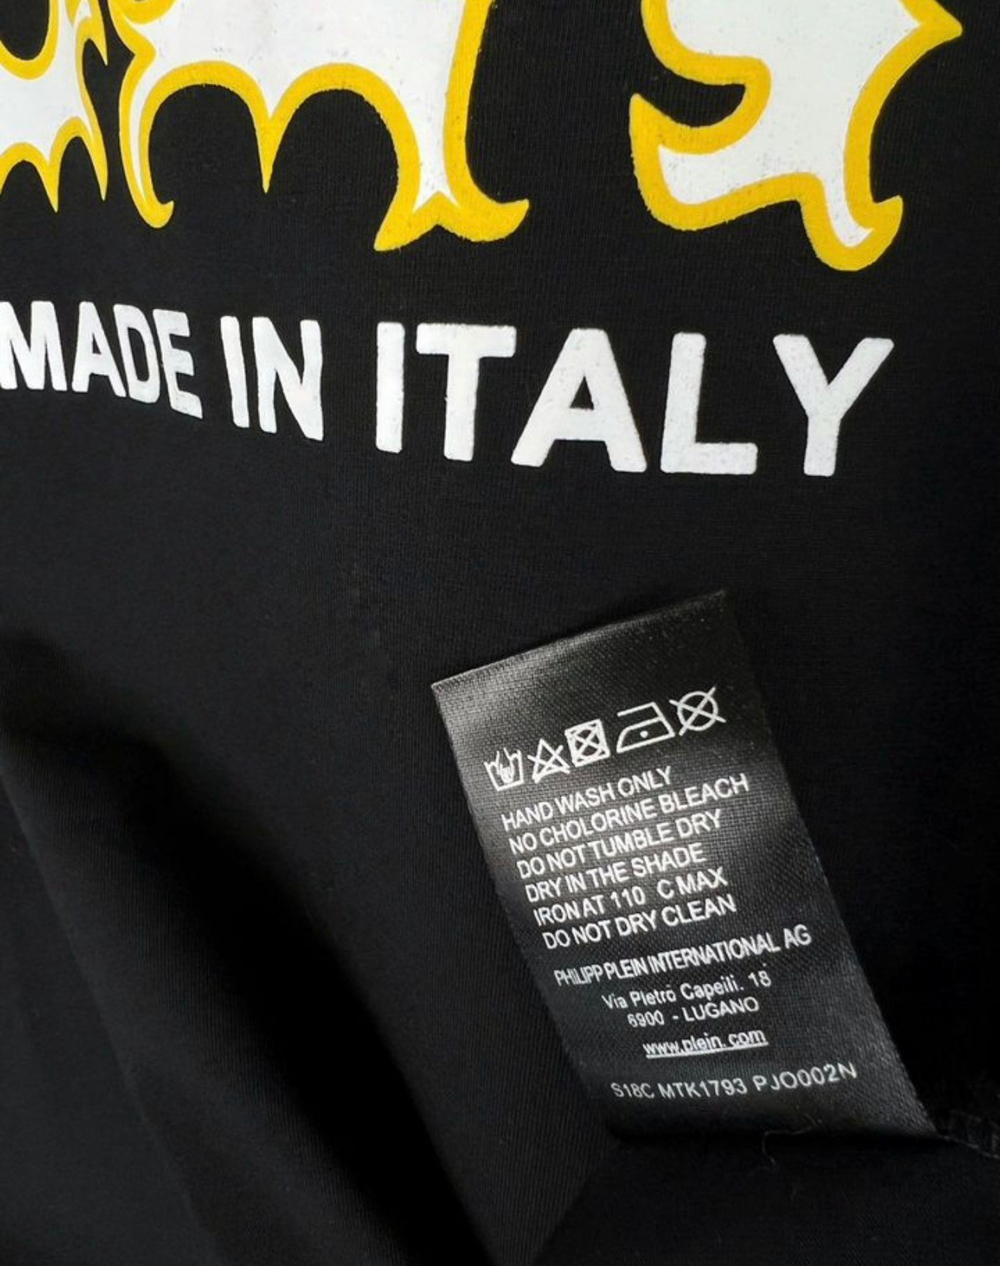 MADE IN ITALY
HAND WASH ONLY
NO CHOLORINE BLEACH
DO NOT TUMBLE DRY
DRY IN THE SHADE
IRON AT 110 C MAX
DO NOT DRY CLEAN
PHILIPP PLEIN INTERNATIONAL AG
Via Pietro Capeili. 18
6900 - LUGANO
www.plein.com
S18C MTK1793 PJO002N